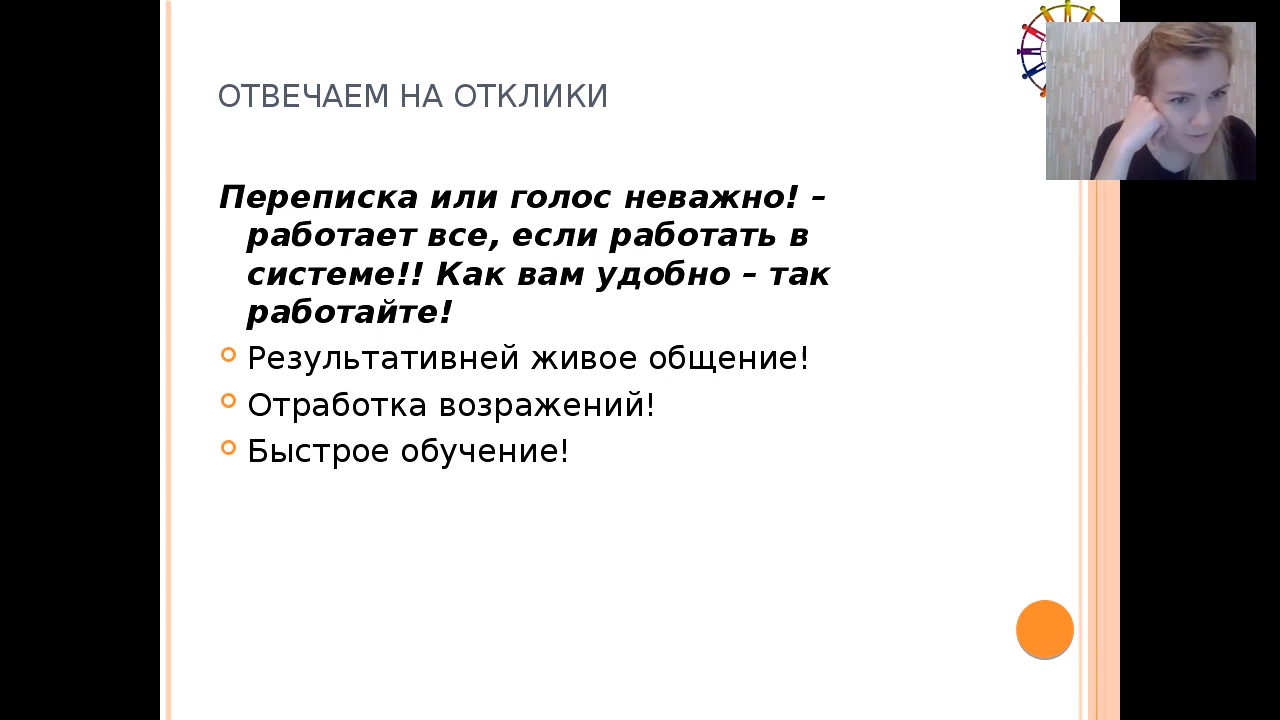 ОТВЕЧАЕМ НА ОТКЛИКИ
Переписка или голос неважно! –
работает все, если работать в
системе!! Как вам удобно – так
работайте!
Результативней живое общение!
Отработка возражений!
Быстрое обучение!